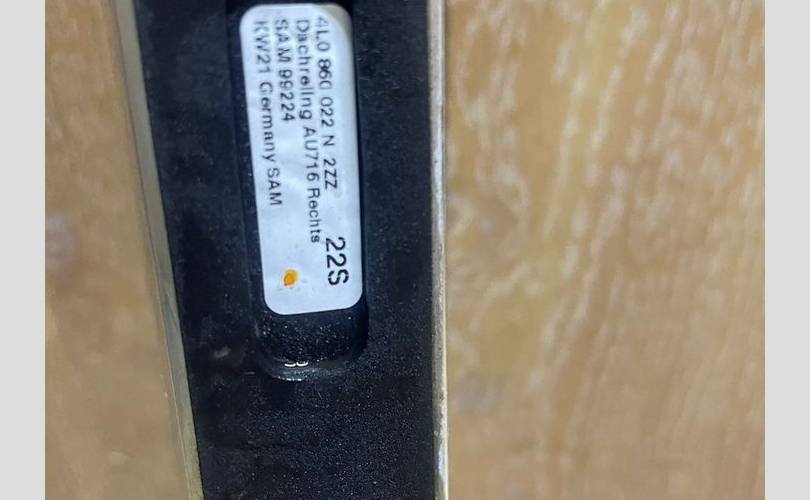 4L0 860 022 N 2ZZ
Dachreling AU716 Rechts
SAM 99224
KW21 Germany SAM
22S